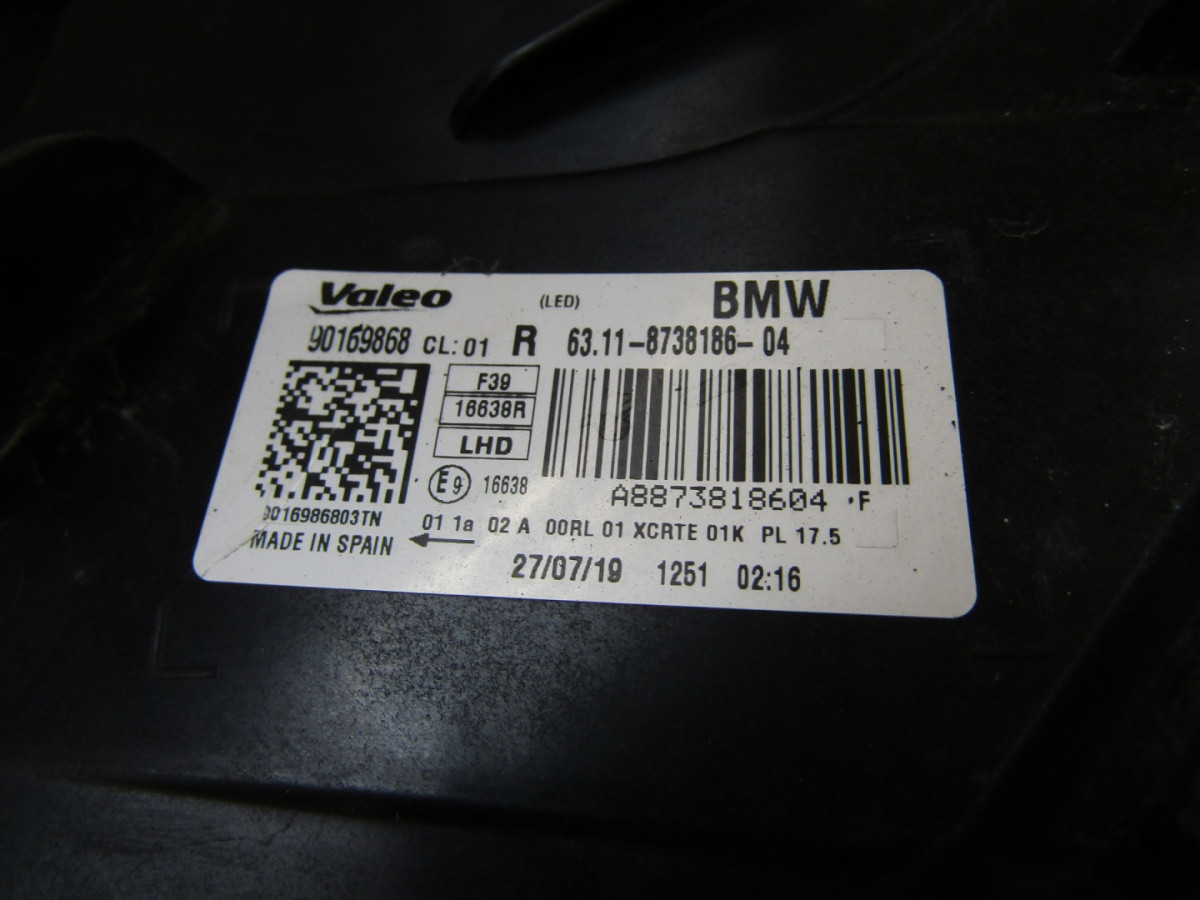 Valeo (LED) BMW
90169868 CL:01 R 63.11-8738186-04
F39
16638R
LHD
E9 16638
A8873818604 ·F
9016986803TN
01 1a 02 A 00RL 01 XCRTE 01K PL 17.5
MADE IN SPAIN
27/07/19 1251 02:16